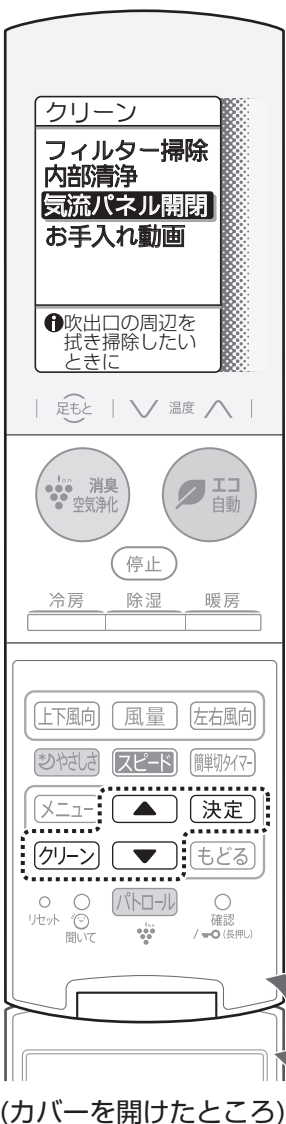 クリーン
フィルター掃除
内部清浄
気流パネル開閉
お手入れ動画
i吹出口の周辺を
拭き掃除したい
ときに
足もと 温度
ion 消臭 空気浄化
エコ 自動
停止
冷房 除湿 暖房
上下風向 風量 左右風向
やさしさ スピード 簡単切タイマー
メニュー ▲ 決定
クリーン ▼ もどる
リセット 聞いて パトロール ion 確認 / (長押し)
(カバーを開けたところ)